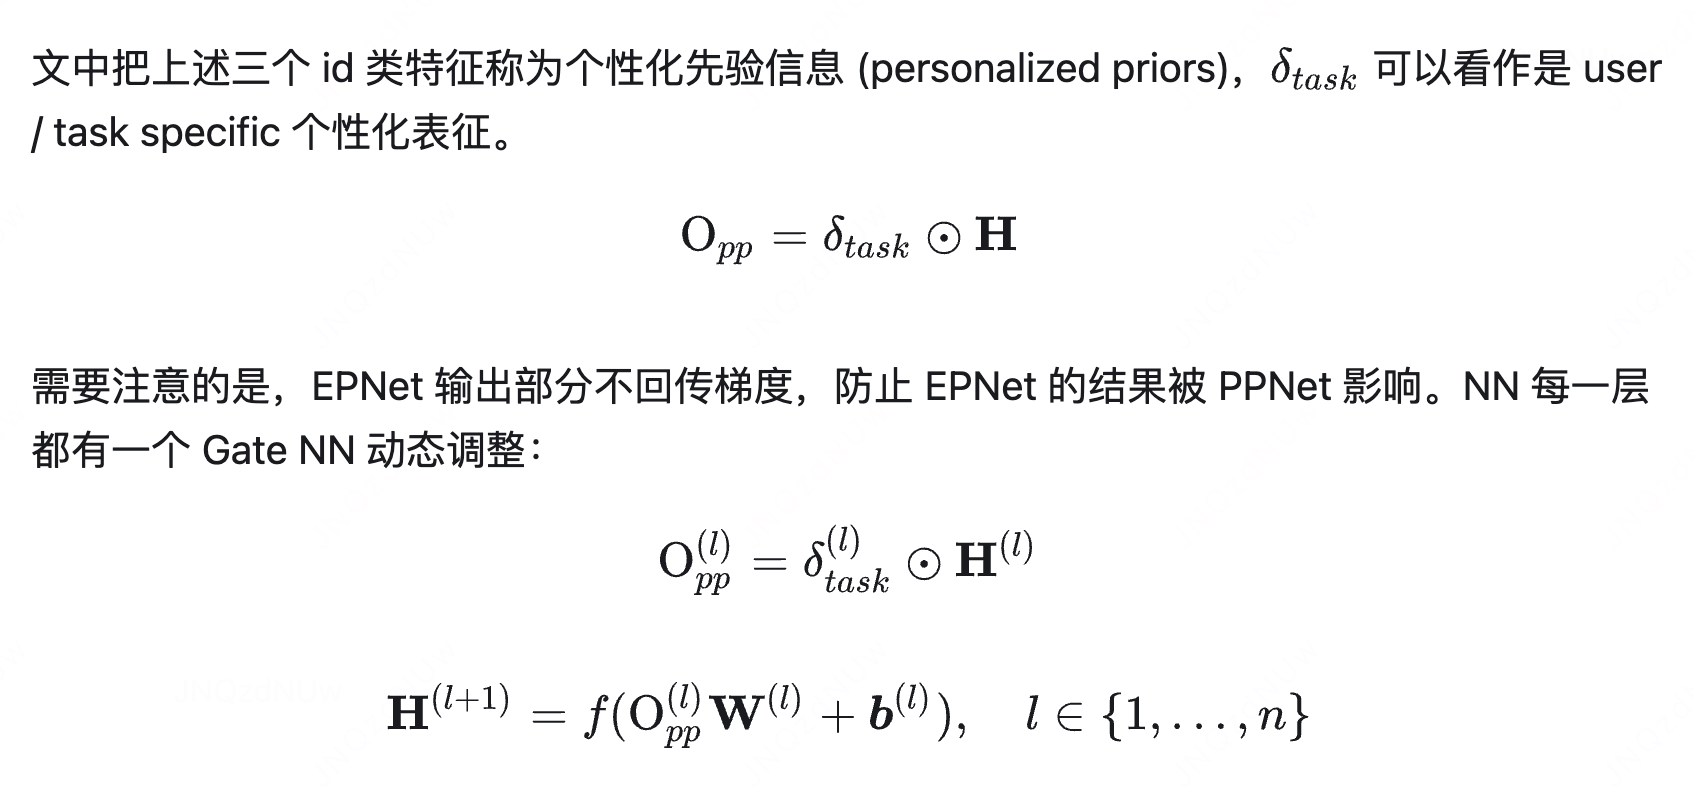 文中把上述三个 id 类特征称为个性化先验信息 (personalized priors)，δ_task 可以看作是 user
/ task specific 个性化表征。
O_pp = δ_task ⊙ H
需要注意的是，EPNet 输出部分不回传梯度，防止 EPNet 的结果被 PPNet 影响。NN 每一层
都有一个 Gate NN 动态调整：
O_pp^(l) = δ_task^(l) ⊙ H^(l)
H^(l+1) = f(O_pp^(l) W^(l) + b^(l)), l ∈ {1, . . . , n}